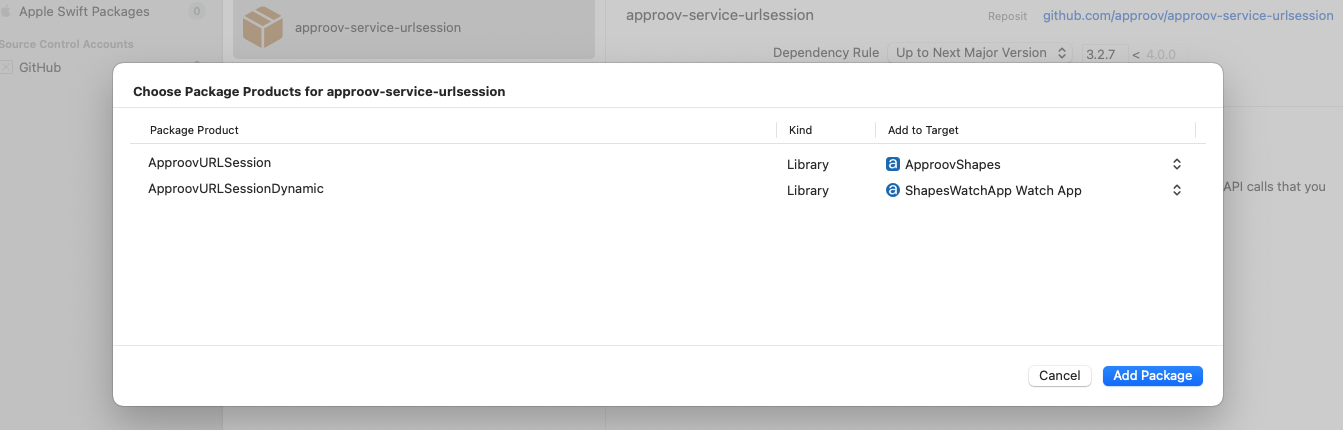 Apple Swift Packages 0
Source Control Accounts
GitHub
approov-service-urlsession
approov-service-urlsession
Reposit github.com/approov/approov-service-urlsession
Dependency Rule Up to Next Major Version 3.2.7 < 4.0.0
Choose Package Products for approov-service-urlsession
Package Product Kind Add to Target
ApproovURLSession Library a ApproovShapes
ApproovURLSessionDynamic Library a ShapesWatchApp Watch App
API calls that you
Cancel Add Package